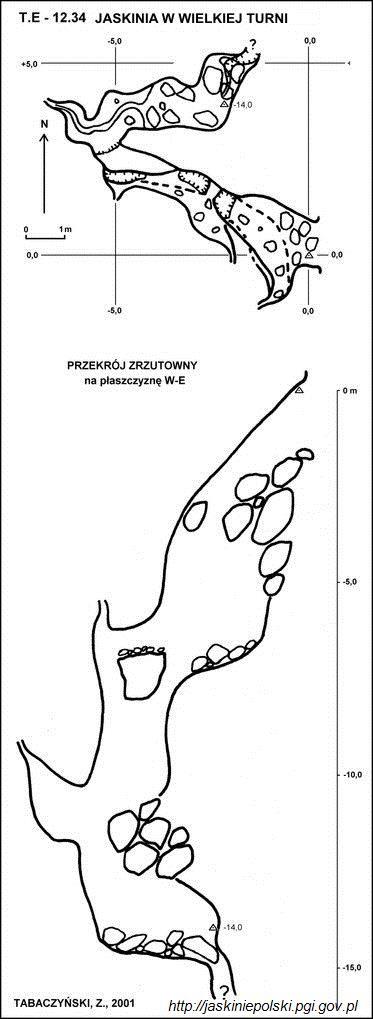 T.E - 12.34 JASKINIA W WIELKIEJ TURNI
-5,0 0,0
?
+5,0
-14,0
N
0 1m
0,0 0,0
-5,0 0,0
PRZEKRÓJ ZRZUTOWNY
na płaszczyznę W-E
0 m
-5,0
-10,0
-14,0
-15,0
?
TABACZYŃSKI, Z., 2001
http://jaskiniepolski.pgi.gov.pl